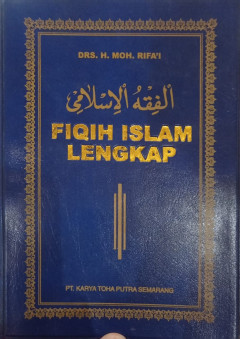 DRS. H. MOH. RIFA'I
الفقه الإسلامي
FIQIH ISLAM
LENGKAP
PT. KARYA TOHA PUTRA SEMARANG